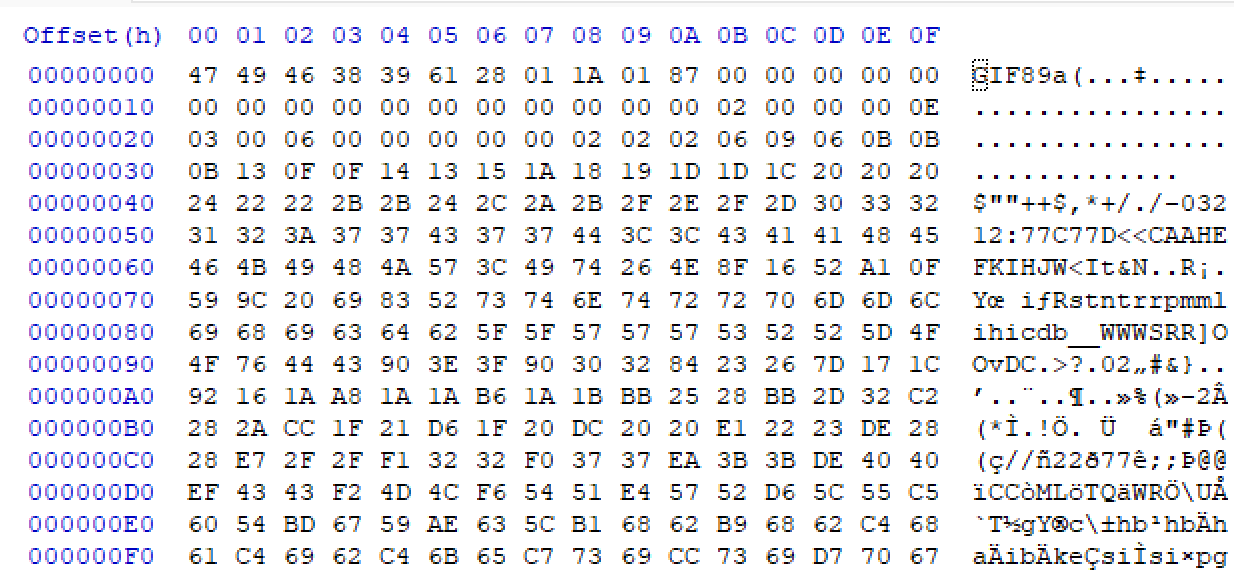 Offset(h) 00 01 02 03 04 05 06 07 08 09 0A 0B 0C 0D 0E 0F
00000000 47 49 46 38 39 61 28 01 1A 01 87 00 00 00 00 00 GIF89a(...‡.....
00000010 00 00 00 00 00 00 00 00 00 00 00 02 00 00 00 0E ................
00000020 03 00 06 00 00 00 00 00 02 02 02 06 09 06 0B 0B ................
00000030 0B 13 0F 0F 14 13 15 1A 18 19 1D 1D 1C 20 20 20 .............
00000040 24 22 22 2B 2B 24 2C 2A 2B 2F 2E 2F 2D 30 33 32 $""++$,*+/./-032
00000050 31 32 3A 37 37 43 37 37 44 3C 3C 43 41 41 48 45 12:77C77D<<CAAHE
00000060 46 4B 49 48 4A 57 3C 49 74 26 4E 8F 16 52 A1 0F FKIHJW<It&N..R¡.
00000070 59 9C 20 69 83 52 73 74 6E 74 72 72 70 6D 6D 6C Yœ iƒRstntrrpmml
00000080 69 68 69 63 64 62 5F 5F 57 57 57 53 52 52 5D 4F ihicdb__WWWSRR]O
00000090 4F 76 44 43 90 3E 3F 90 30 32 84 23 26 7D 17 1C OvDC.>?.02„#&}..
000000A0 92 16 1A A8 1A 1A B6 1A 1B BB 25 28 BB 2D 32 C2 ’..¨..¶..»%(»-2Â
000000B0 28 2A CC 1F 21 D6 1F 20 DC 20 20 E1 22 23 DE 28 (*Ì.!Ö. Ü  á"#Þ(
000000C0 28 E7 2F 2F F1 32 32 F0 37 37 EA 3B 3B DE 40 40 (ç//ñ22ð77ê;;Þ@@
000000D0 EF 43 43 F2 4D 4C F6 54 51 E4 57 52 D6 5C 55 C5 ïCCòMLöTQäWRÖ\UÅ
000000E0 60 54 BD 67 59 AE 63 5C B1 68 62 B9 68 62 C4 68 `T½gY®c\±hb¹hbÄh
000000F0 61 C4 69 62 C4 6B 65 C7 73 69 CC 73 69 D7 70 67 aÄibÄkeÇsiÌsi×pg